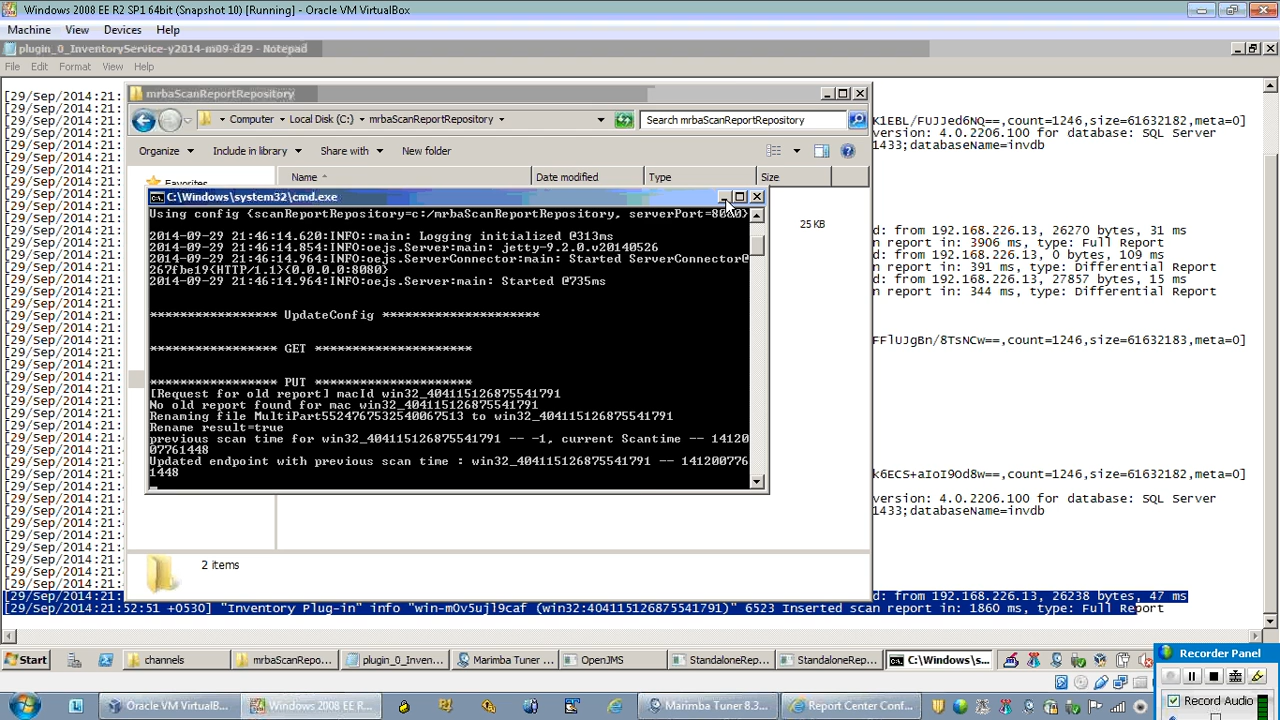 Windows 2008 EE R2 SP1 64bit (Snapshot 10) [Running] - Oracle VM VirtualBox
Machine View Devices Help
plugin_0_InventoryService-y2014-m09-d29 - Notepad
File Edit Format View Help
mrbaScanReportRepository
Computer Local Disk (C:) mrbaScanReportRepository
Search mrbaScanReportRepository
Organize Include in library Share with New folder
Favorites Name Date modified Type Size
25 KB
C:\Windows\system32\cmd.exe
Using config {scanReportRepository=c:/mrbaScanReportRepository, serverPort=8080}
2014-09-29 21:46:14.620:INFO::main: Logging initialized @313ms
2014-09-29 21:46:14.854:INFO:oejs.Server:main: jetty-9.2.0.v20140526
2014-09-29 21:46:14.964:INFO:oejs.ServerConnector:main: Started ServerConnector@
267fbe19{HTTP/1.1}{0.0.0.0:8080}
2014-09-29 21:46:14.964:INFO:oejs.Server:main: Started @735ms
***************** UpdateConfig *********************
***************** GET *********************
***************** PUT *********************
[Request for old report] macId win32_404115126875541791
No old report found for mac win32_404115126875541791
Renaming file MultiPart5524767532540067513 to win32_404115126875541791
Rename result=true
previous scan time for win32_404115126875541791 -- -1, current Scantime -- 14120
07761448
Updated endpoint with previous scan time : win32_404115126875541791 -- 141200776
1448
2 items
K1EBL/FUJJed6NQ==,count=1246,size=61632182,meta=0]
version: 4.0.2206.100 for database: SQL Server
1433;databaseName=invdb
d: from 192.168.226.13, 26270 bytes, 31 ms
n report in: 3906 ms, type: Full Report
d: from 192.168.226.13, 0 bytes, 109 ms
n report in: 391 ms, type: Differential Report
d: from 192.168.226.13, 27857 bytes, 15 ms
n report in: 344 ms, type: Differential Report
FFlUJgBn/8TsNCw==,count=1246,size=61632183,meta=0]
k6ECS+aIoI9Od8w==,count=1246,size=61632182,meta=0]
version: 4.0.2206.100 for database: SQL Server
1433;databaseName=invdb
[29/Sep/2014:21: d: from 192.168.226.13, 26238 bytes, 47 ms
[29/Sep/2014:21:52:51 +0530] "Inventory Plug-in" info "win-m0v5ujl9caf (win32:404115126875541791)" 6523 Inserted scan report in: 1860 ms, type: Full Report
Start channels mrbaScanRepo... plugin_0_Inven... Marimba Tuner ... OpenJMS StandaloneRep... StandaloneRep... C:\Windows\s...
Recorder Panel
Record Audio
Oracle VM VirtualB... Windows 2008 EE R... Marimba Tuner 8.3... Report Center Conf...